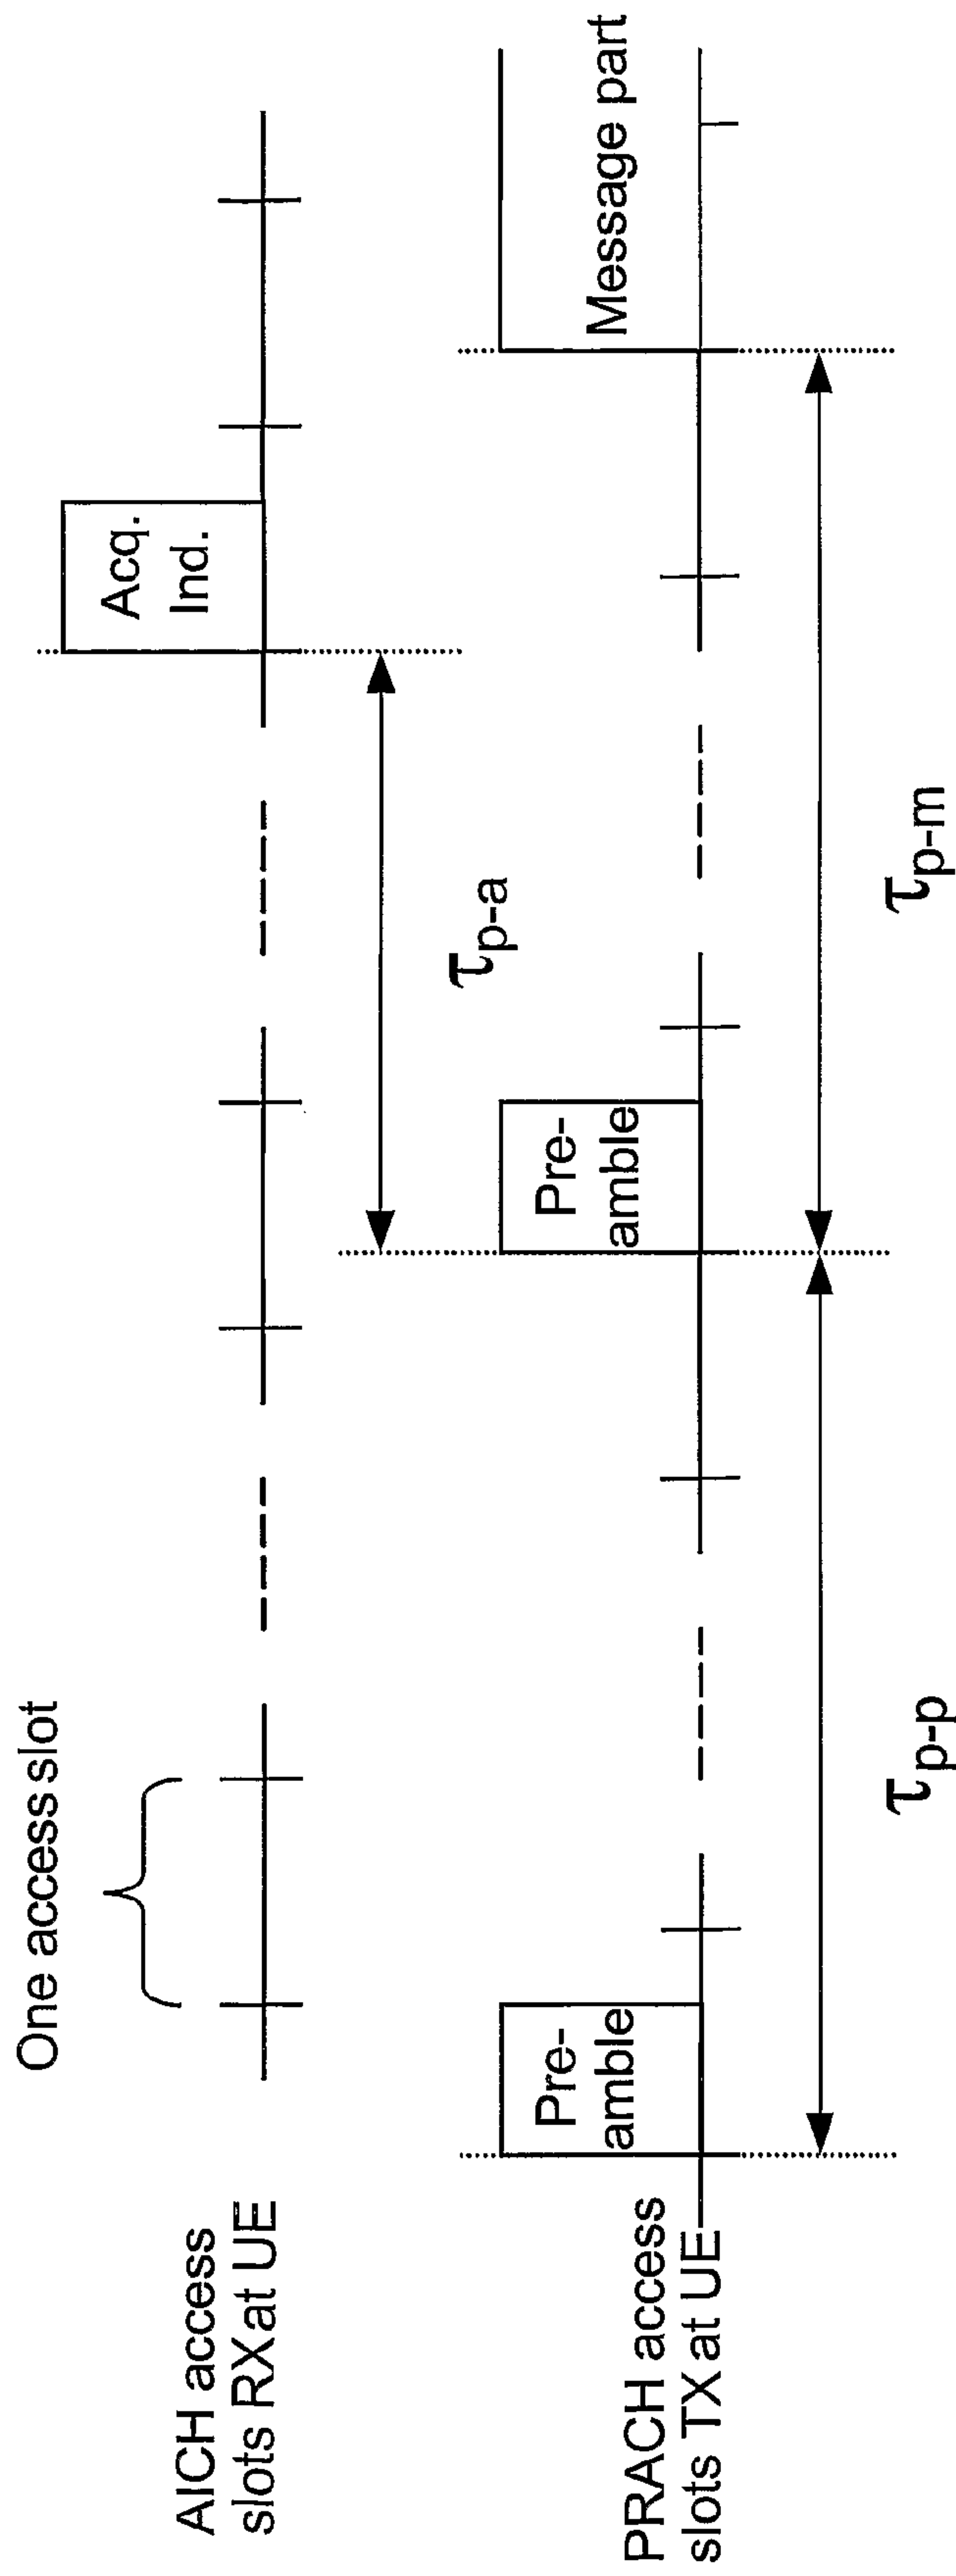 One access slot
AICH access
slots RX at UE
Acq.
Ind.
τp-a
PRACH access
slots TX at UE
Pre-
amble
Pre-
amble
Message part
τp-p
τp-m